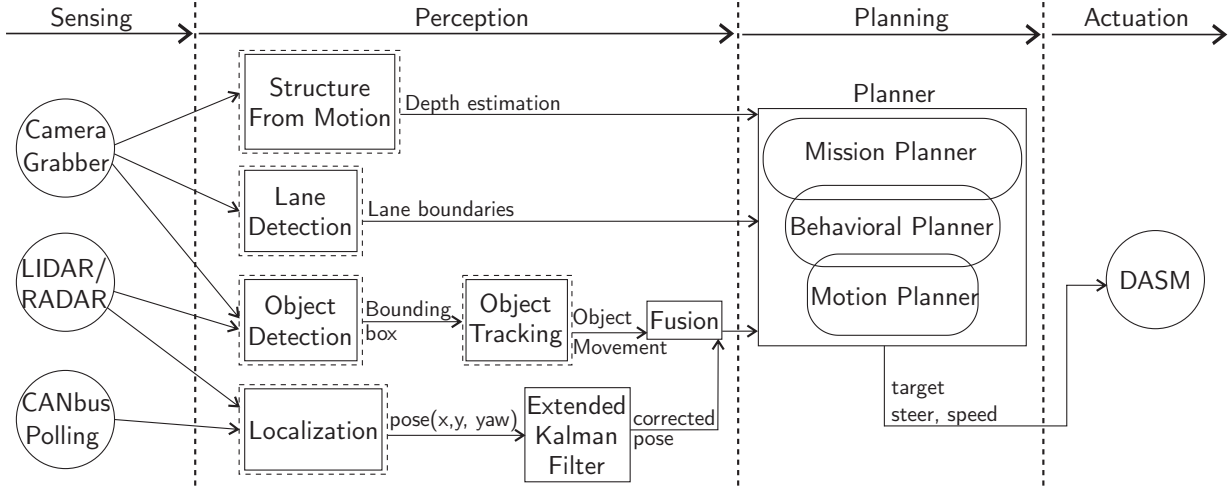 Sensing
Perception
Planning
Actuation
Camera
Grabber
LIDAR/
RADAR
CANbus
Polling
Structure
From Motion
Depth estimation
Lane
Detection
Lane boundaries
Object
Detection
Bounding
box
Object
Tracking
Object
Movement
Fusion
Localization
pose(x,y, yaw)
Extended
Kalman
Filter
corrected
pose
Planner
Mission Planner
Behavioral Planner
Motion Planner
target
steer, speed
DASM